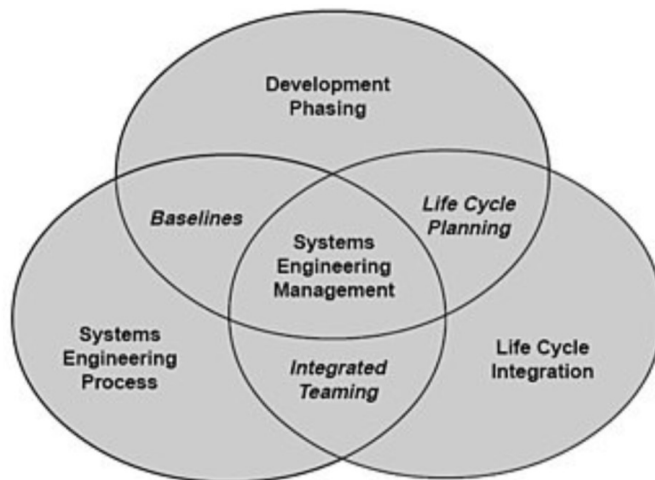 Development
Phasing
Baselines
Life Cycle
Planning
Systems
Engineering
Management
Systems
Engineering
Process
Integrated
Teaming
Life Cycle
Integration